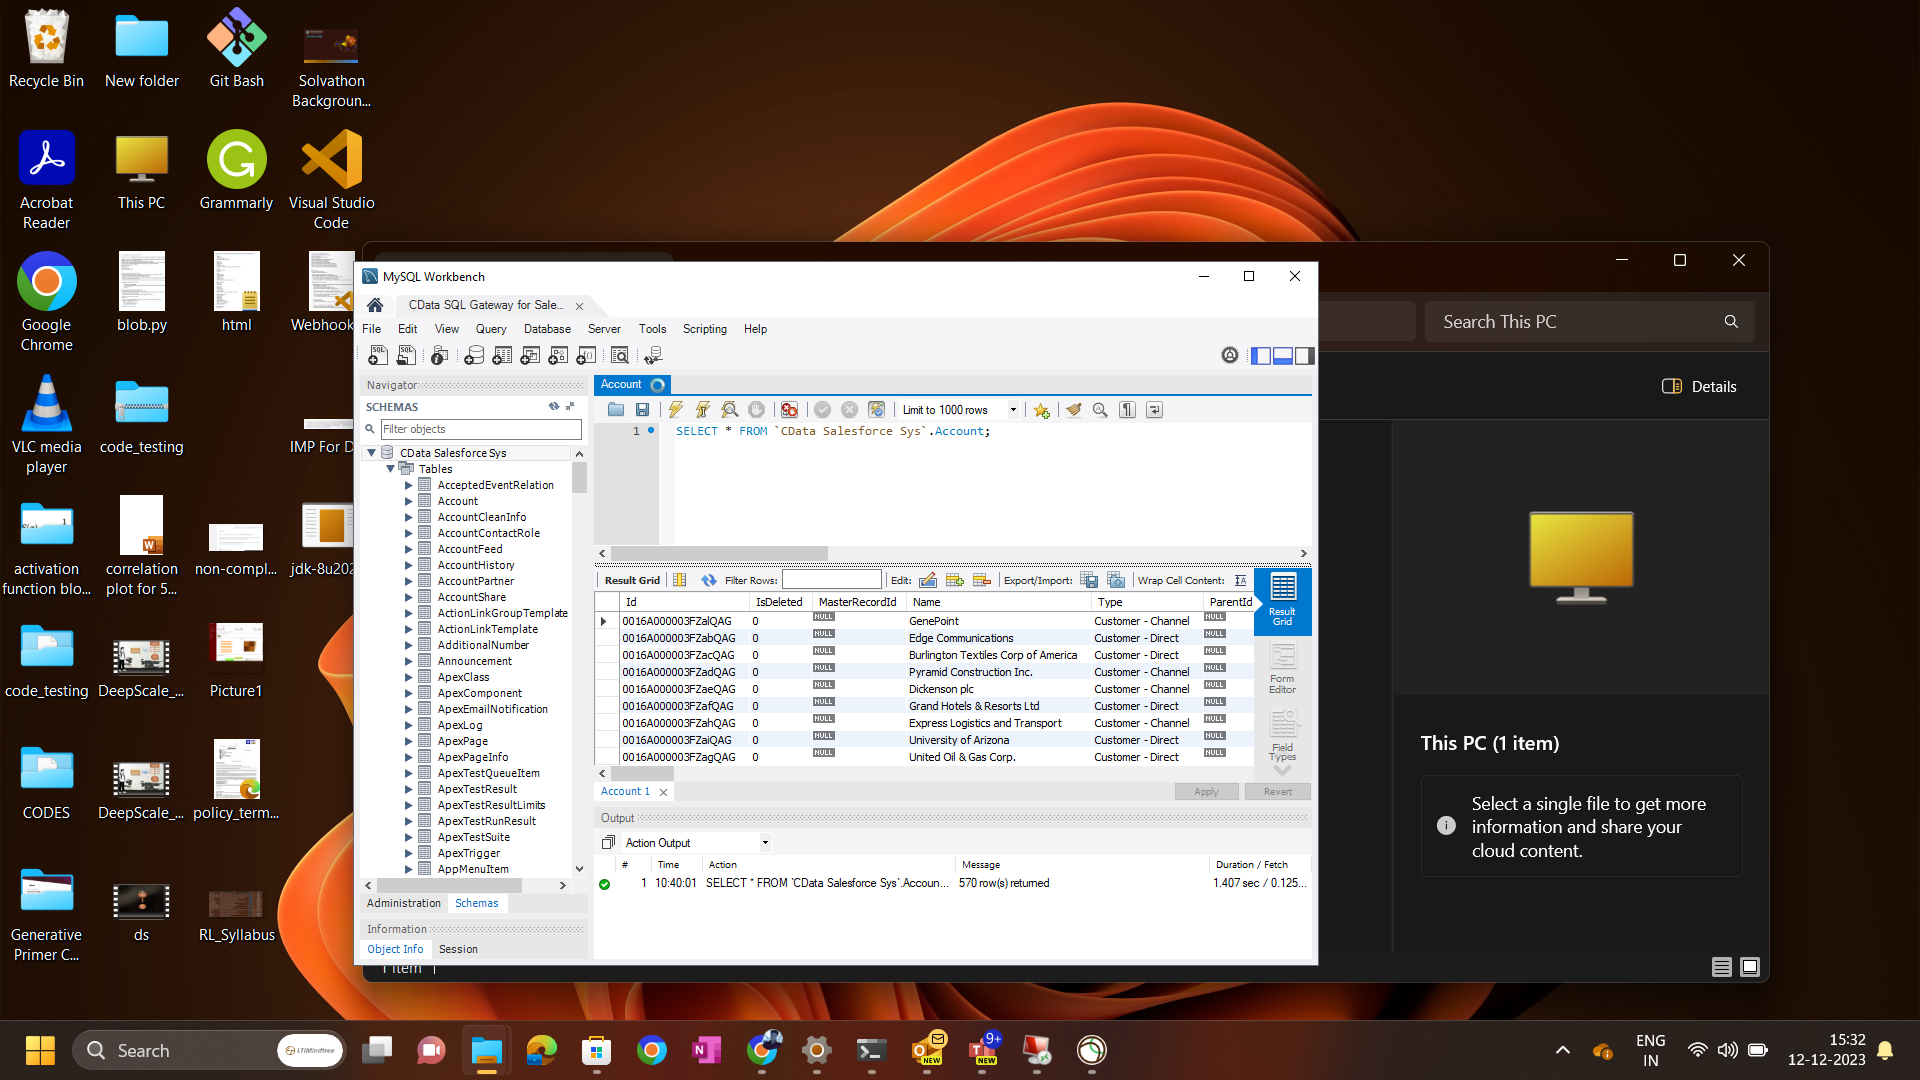 Recycle Bin
New folder
Git Bash
Solvathon
Backgroun...
Acrobat
Reader
This PC
Grammarly
Visual Studio
Code
Google
Chrome
blob.py
html
Webhook
VLC media
player
code_testing
IMP For D
activation
function blo...
correlation
plot for 5...
non-compl...
jdk-8u202
code_testing
DeepScale_...
Picture1
CODES
DeepScale_...
policy_term...
Generative
Primer C...
ds
RL_Syllabus
MySQL Workbench
CData SQL Gateway for Sale...
File Edit View Query Database Server Tools Scripting Help
Navigator
SCHEMAS
Filter objects
CData Salesforce Sys
Tables
AcceptedEventRelation
Account
AccountCleanInfo
AccountContactRole
AccountFeed
AccountHistory
AccountPartner
AccountShare
ActionLinkGroupTemplate
ActionLinkTemplate
AdditionalNumber
Announcement
ApexClass
ApexComponent
ApexEmailNotification
ApexLog
ApexPage
ApexPageInfo
ApexTestQueueItem
ApexTestResult
ApexTestResultLimits
ApexTestRunResult
ApexTestSuite
ApexTrigger
AppMenuItem
Administration Schemas
Information
Object Info Session
Account
Limit to 1000 rows
1 SELECT * FROM `CData Salesforce Sys`.Account;
Result Grid Filter Rows: Edit: Export/Import: Wrap Cell Content:
Id IsDeleted MasterRecordId Name Type ParentId
0016A000003FZalQAG 0 NULL GenePoint Customer - Channel NULL
0016A000003FZabQAG 0 NULL Edge Communications Customer - Direct NULL
0016A000003FZacQAG 0 NULL Burlington Textiles Corp of America Customer - Direct NULL
0016A000003FZadQAG 0 NULL Pyramid Construction Inc. Customer - Channel NULL
0016A000003FZaeQAG 0 NULL Dickenson plc Customer - Channel NULL
0016A000003FZafQAG 0 NULL Grand Hotels & Resorts Ltd Customer - Direct NULL
0016A000003FZahQAG 0 NULL Express Logistics and Transport Customer - Channel NULL
0016A000003FZaiQAG 0 NULL University of Arizona Customer - Direct NULL
0016A000003FZagQAG 0 NULL United Oil & Gas Corp. Customer - Direct NULL
Result
Grid
Form
Editor
Field
Types
Account 1
Apply Revert
Output
Action Output
# Time Action Message Duration / Fetch
1 10:40:01 SELECT * FROM `CData Salesforce Sys`.Accoun... 570 row(s) returned 1.407 sec / 0.125...
1 item
Search This PC
Details
This PC (1 item)
Select a single file to get more
information and share your
cloud content.
Search
LTIMindtree
NEW
9+
NEW
ENG
IN
15:32
12-12-2023